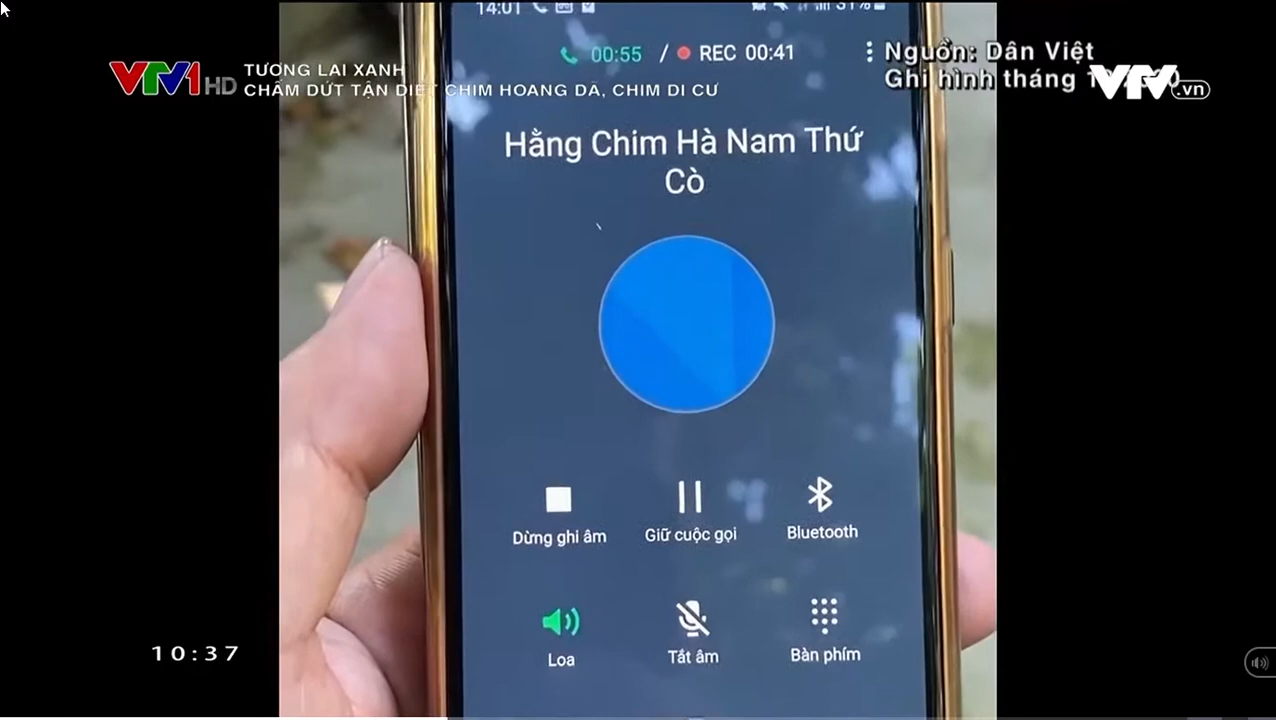 14:01
31%
00:55 / REC 00:41
Nguồn: Dân Việt
Ghi hình tháng
VTV1 HD
TƯƠNG LAI XANH
CHẤM DỨT TẬN DIỆT CHIM HOANG DÃ, CHIM DI CƯ
VTV.vn
Hằng Chim Hà Nam Thứ
Cò
Dừng ghi âm
Giữ cuộc gọi
Bluetooth
Loa
Tắt âm
Bàn phím
10:37